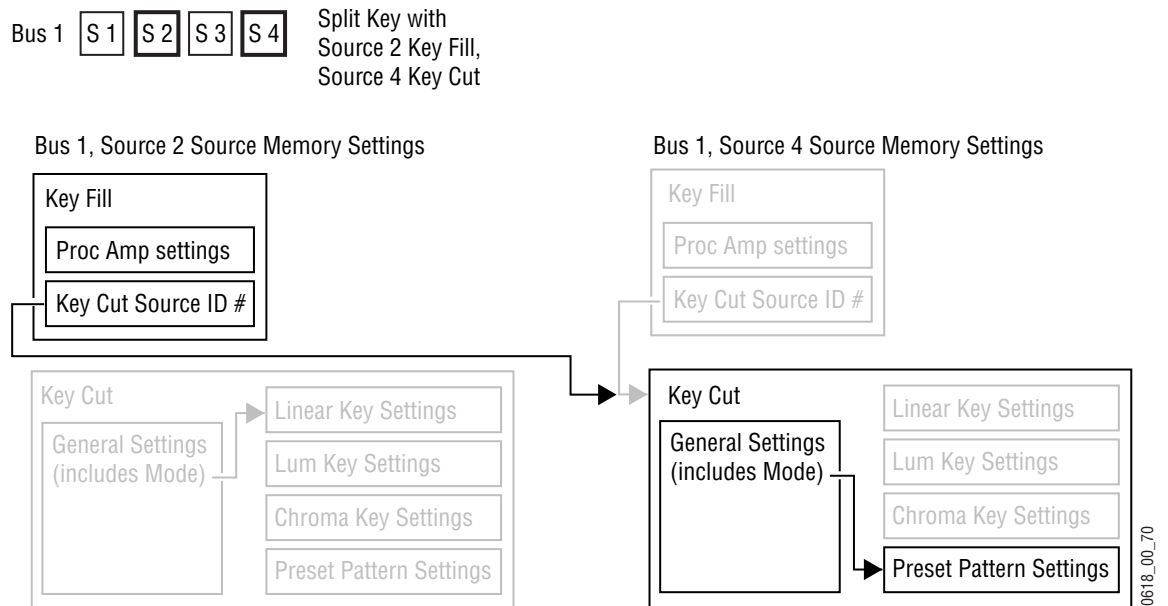 Bus 1 S 1 S 2 S 3 S 4
Split Key with
Source 2 Key Fill,
Source 4 Key Cut
Bus 1, Source 2 Source Memory Settings
Key Fill
Proc Amp settings
Key Cut Source ID #
Key Cut
General Settings
(includes Mode)
Linear Key Settings
Lum Key Settings
Chroma Key Settings
Preset Pattern Settings
Bus 1, Source 4 Source Memory Settings
Key Fill
Proc Amp settings
Key Cut Source ID #
Key Cut
General Settings
(includes Mode)
Linear Key Settings
Lum Key Settings
Chroma Key Settings
Preset Pattern Settings
0618_00_70